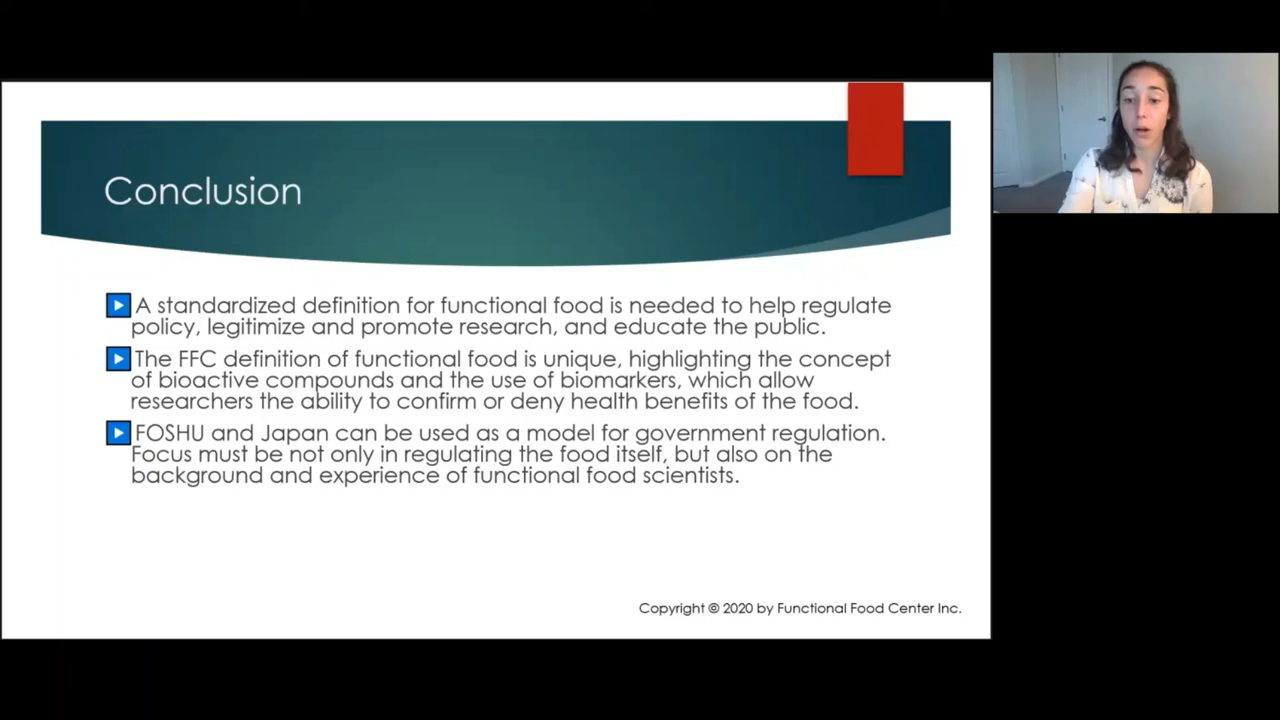 Conclusion
A standardized definition for functional food is needed to help regulate
policy, legitimize and promote research, and educate the public.
The FFC definition of functional food is unique, highlighting the concept
of bioactive compounds and the use of biomarkers, which allow
researchers the ability to confirm or deny health benefits of the food.
FOSHU and Japan can be used as a model for government regulation.
Focus must be not only in regulating the food itself, but also on the
background and experience of functional food scientists.
Copyright © 2020 by Functional Food Center Inc.